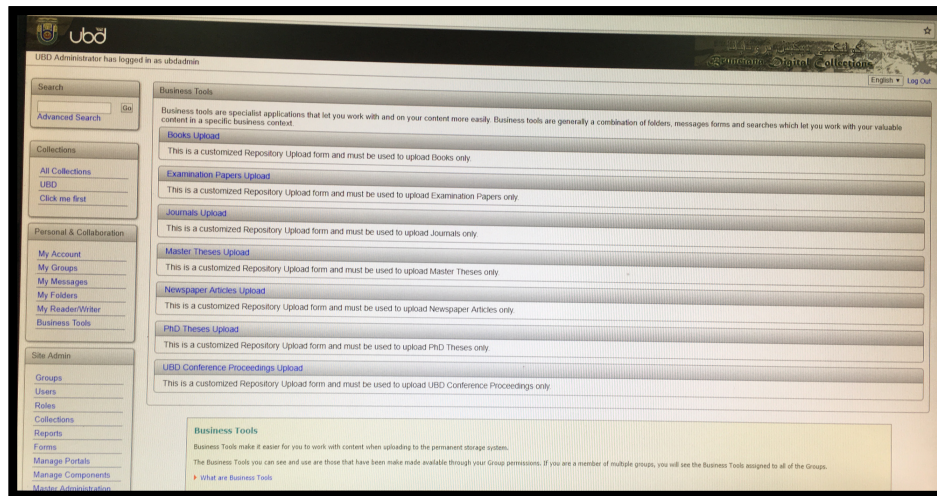 ubd
UBD Administrator has logged in as ubdadmin
Digital Collections
English
Log Out
Search
Go
Advanced Search
Collections
All Collections
UBD
Click me first
Personal & Collaboration
My Account
My Groups
My Messages
My Folders
My Reader/Writer
Business Tools
Site Admin
Groups
Users
Roles
Collections
Reports
Forms
Manage Portals
Manage Components
Master Administration
Business Tools
Business tools are specialist applications that let you work with and on your content more easily. Business tools are generally a combination of folders, messages forms and searches which let you work with your valuable
content in a specific business context.
Books Upload
This is a customized Repository Upload form and must be used to upload Books only.
Examination Papers Upload
This is a customized Repository Upload form and must be used to upload Examination Papers only.
Journals Upload
This is a customized Repository Upload form and must be used to upload Journals only.
Master Theses Upload
This is a customized Repository Upload form and must be used to upload Master Theses only.
Newspaper Articles Upload
This is a customized Repository Upload form and must be used to upload Newspaper Articles only.
PhD Theses Upload
This is a customized Repository Upload form and must be used to upload PhD Theses only.
UBD Conference Proceedings Upload
This is a customized Repository Upload form and must be used to upload UBD Conference Proceedings only.
Business Tools
Business Tools make it easier for you to work with content when uploading to the permanent storage system.
The Business Tools you can see and use are those that have been make made available through your Group permissions. If you are a member of multiple groups, you will see the Business Tools assigned to all of the Groups.
What are Business Tools